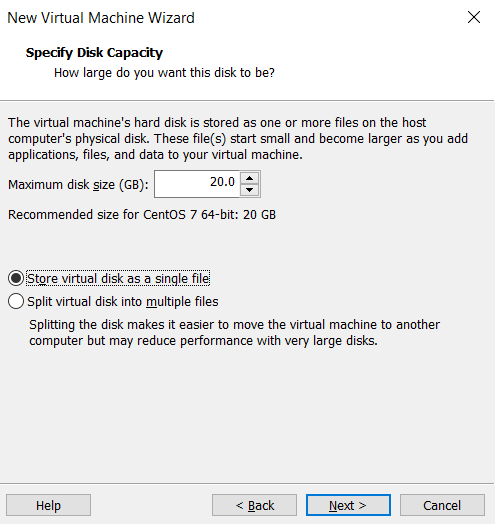 New Virtual Machine Wizard
Specify Disk Capacity
How large do you want this disk to be?
The virtual machine's hard disk is stored as one or more files on the host
computer's physical disk. These file(s) start small and become larger as you add
applications, files, and data to your virtual machine.
Maximum disk size (GB): 20.0
Recommended size for CentOS 7 64-bit: 20 GB
Store virtual disk as a single file
Split virtual disk into multiple files
Splitting the disk makes it easier to move the virtual machine to another
computer but may reduce performance with very large disks.
Help < Back Next > Cancel